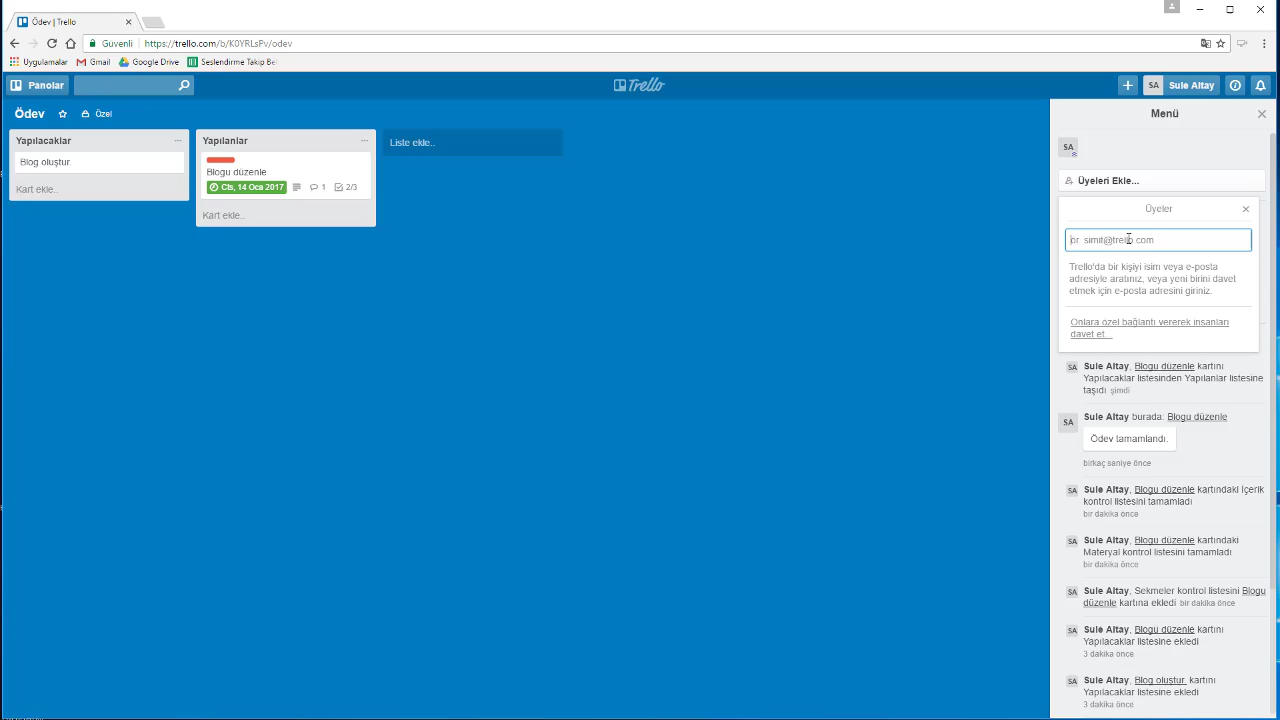 Ödev | Trello
Güvenli
https://trello.com/b/K0YRLsPv/odev
Uygulamalar
Gmail
Google Drive
Seslendirme Takip Bel
Panolar
Trello
SA
Sule Altay
Ödev
Özel
Yapılacaklar
Blog oluştur.
Kart ekle..
Yapılanlar
Blogu düzenle
Cts, 14 Oca 2017
1
2/3
Kart ekle..
Liste ekle..
Menü
SA
Üyeleri Ekle...
Üyeler
ör simit@trello.com
Trello'da bir kişiyi isim veya e-posta
adresiyle aratınız, veya yeni birini davet
etmek için e-posta adresini giriniz.
Onlara özel bağlantı vererek insanları
davet et...
SA
Sule Altay, Blogu düzenle kartını
Yapılacaklar listesinden Yapılanlar listesine
taşıdı şimdi
SA
Sule Altay burada: Blogu düzenle
Ödev tamamlandı.
birkaç saniye önce
SA
Sule Altay, Blogu düzenle kartındaki İçerik
kontrol listesini tamamladı
bir dakika önce
SA
Sule Altay, Blogu düzenle kartındaki
Materyal kontrol listesini tamamladı
bir dakika önce
SA
Sule Altay, Sekmeler kontrol listesini Blogu
düzenle kartına ekledi bir dakika önce
SA
Sule Altay, Blogu düzenle kartını
Yapılacaklar listesine ekledi
3 dakika önce
SA
Sule Altay, Blog oluştur. kartını
Yapılacaklar listesine ekledi
3 dakika önce